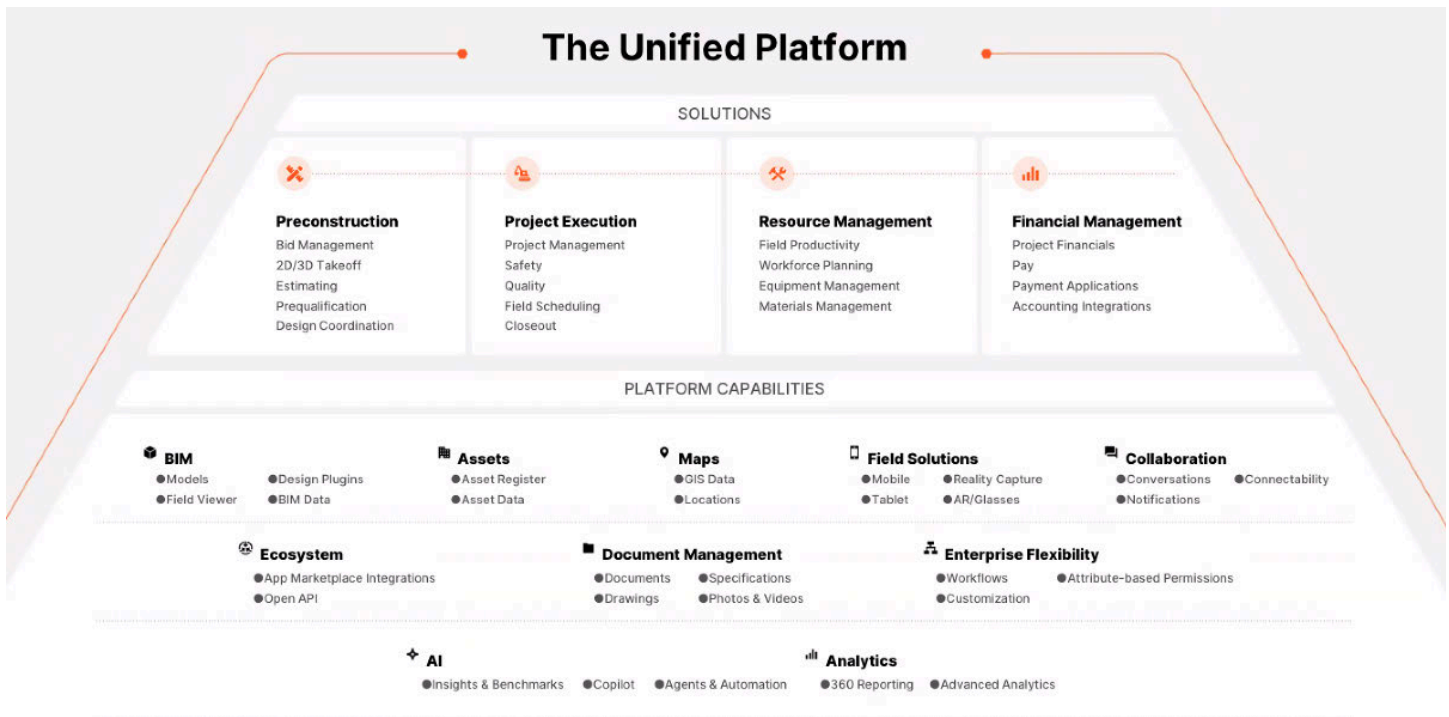 The Unified Platform
SOLUTIONS
Preconstruction
Bid Management
2D/3D Takeoff
Estimating
Prequalification
Design Coordination
Project Execution
Project Management
Safety
Quality
Field Scheduling
Closeout
Resource Management
Field Productivity
Workforce Planning
Equipment Management
Materials Management
Financial Management
Project Financials
Pay
Payment Applications
Accounting Integrations
PLATFORM CAPABILITIES
BIM
●Models ●Design Plugins
●Field Viewer ●BIM Data
Assets
●Asset Register
●Asset Data
Maps
●GIS Data
●Locations
Field Solutions
●Mobile ●Reality Capture
●Tablet ●AR/Glasses
Collaboration
●Conversations ●Connectability
●Notifications
Ecosystem
●App Marketplace Integrations
●Open API
Document Management
●Documents ●Specifications
●Drawings ●Photos & Videos
Enterprise Flexibility
●Workflows ●Attribute-based Permissions
●Customization
AI
●Insights & Benchmarks ●Copilot ●Agents & Automation
Analytics
●360 Reporting ●Advanced Analytics